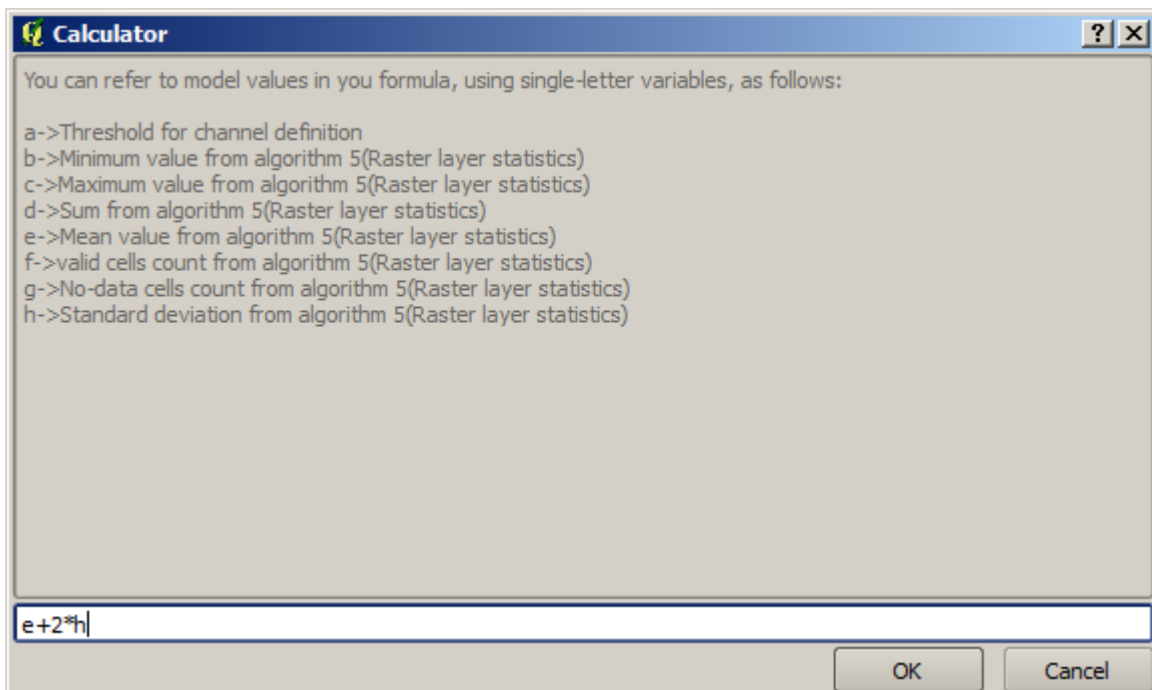 Calculator
You can refer to model values in you formula, using single-letter variables, as follows:
a->Threshold for channel definition
b->Minimum value from algorithm 5(Raster layer statistics)
c->Maximum value from algorithm 5(Raster layer statistics)
d->Sum from algorithm 5(Raster layer statistics)
e->Mean value from algorithm 5(Raster layer statistics)
f->valid cells count from algorithm 5(Raster layer statistics)
g->No-data cells count from algorithm 5(Raster layer statistics)
h->Standard deviation from algorithm 5(Raster layer statistics)
e+2*h
OK Cancel